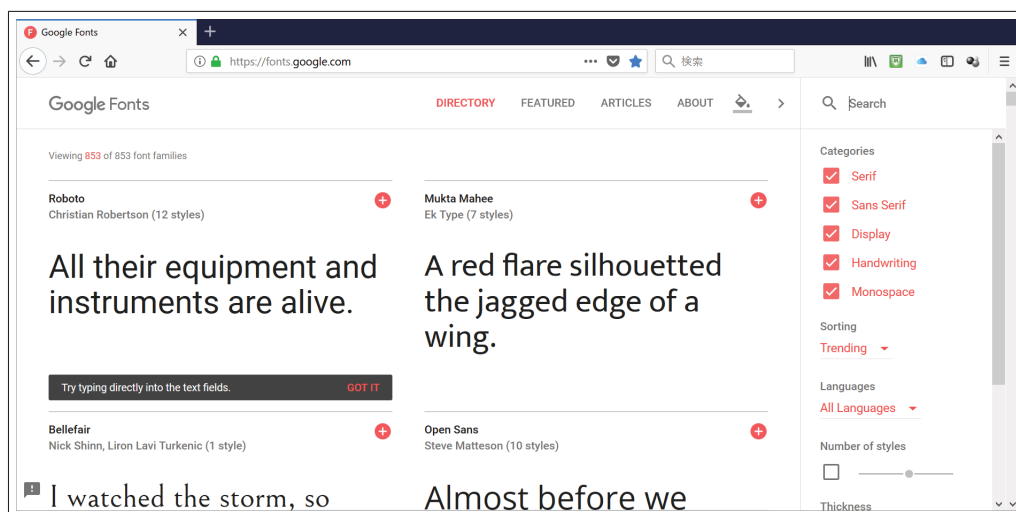 Google Fonts
https://fonts.google.com
検索
Google Fonts
DIRECTORY FEATURED ARTICLES ABOUT
Search
Viewing 853 of 853 font families
Roboto
Christian Robertson (12 styles)
All their equipment and
instruments are alive.
Mukta Mahee
Ek Type (7 styles)
A red flare silhouetted
the jagged edge of a
wing.
Try typing directly into the text fields. GOT IT
Bellefair
Nick Shinn, Liron Lavi Turkenic (1 style)
I watched the storm, so
Open Sans
Steve Matteson (10 styles)
Almost before we
Categories
Serif
Sans Serif
Display
Handwriting
Monospace
Sorting
Trending
Languages
All Languages
Number of styles
Thickness